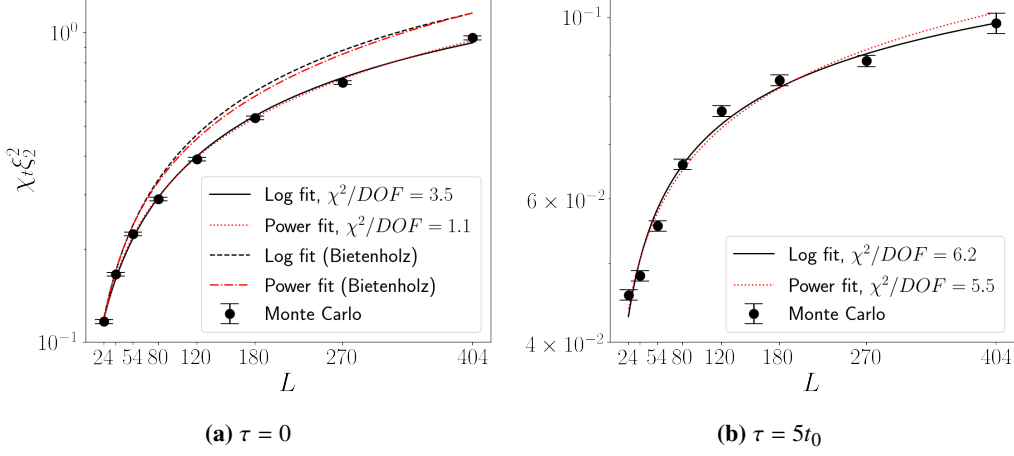 10⁰
10⁻¹
χₜξ₂²
24 54 80 120 180 270 404
L
Log fit, χ²/DOF = 3.5
Power fit, χ²/DOF = 1.1
Log fit (Bietenholz)
Power fit (Bietenholz)
Monte Carlo
(a) τ = 0
10⁻¹
6 × 10⁻²
4 × 10⁻²
24 54 80 120 180 270 404
L
Log fit, χ²/DOF = 6.2
Power fit, χ²/DOF = 5.5
Monte Carlo
(b) τ = 5t₀